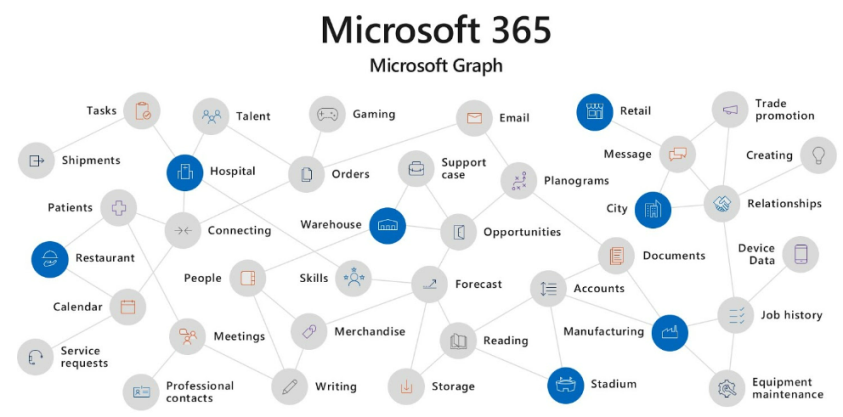 Microsoft 365
Microsoft Graph
Tasks
Talent
Gaming
Email
Retail
Trade
promotion
Shipments
Hospital
Orders
Support
case
Planograms
Message
Creating
Patients
Connecting
Warehouse
Opportunities
City
Relationships
Restaurant
People
Skills
Forecast
Documents
Accounts
Device
Data
Calendar
Meetings
Merchandise
Reading
Manufacturing
Job history
Service
requests
Professional
contacts
Writing
Storage
Stadium
Equipment
maintenance